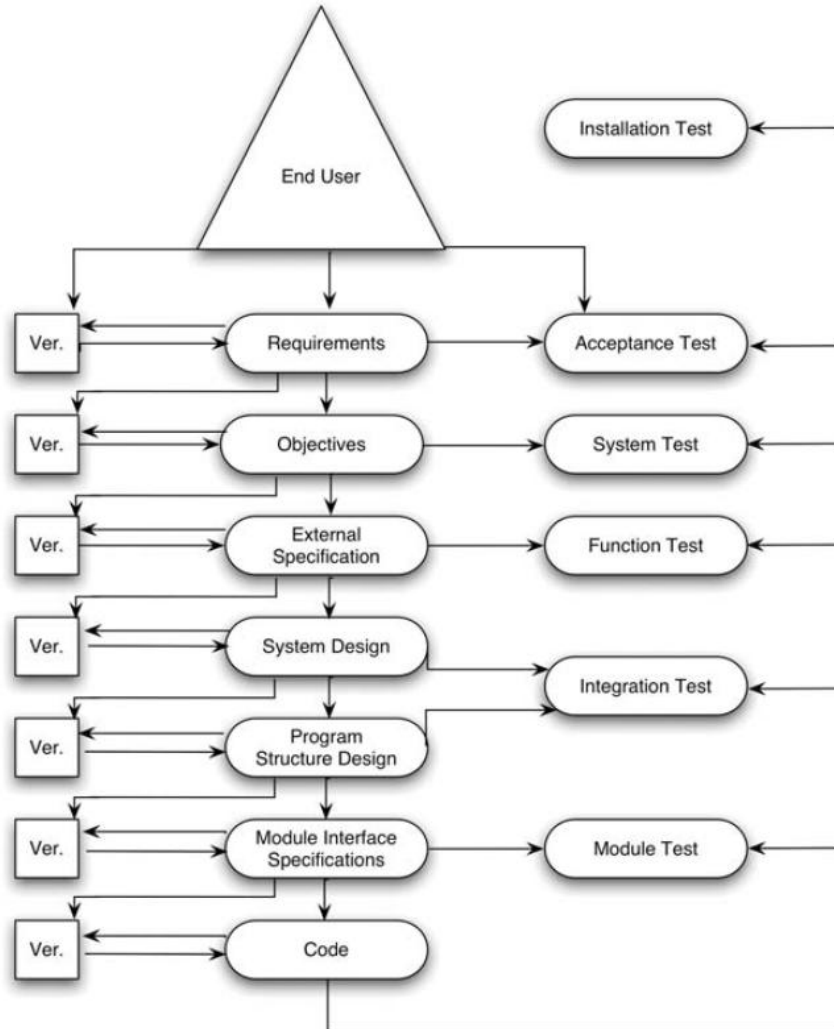 End User
Installation Test
Ver.
Requirements
Acceptance Test
Ver.
Objectives
System Test
Ver.
External
Specification
Function Test
Ver.
System Design
Integration Test
Ver.
Program
Structure Design
Ver.
Module Interface
Specifications
Module Test
Ver.
Code